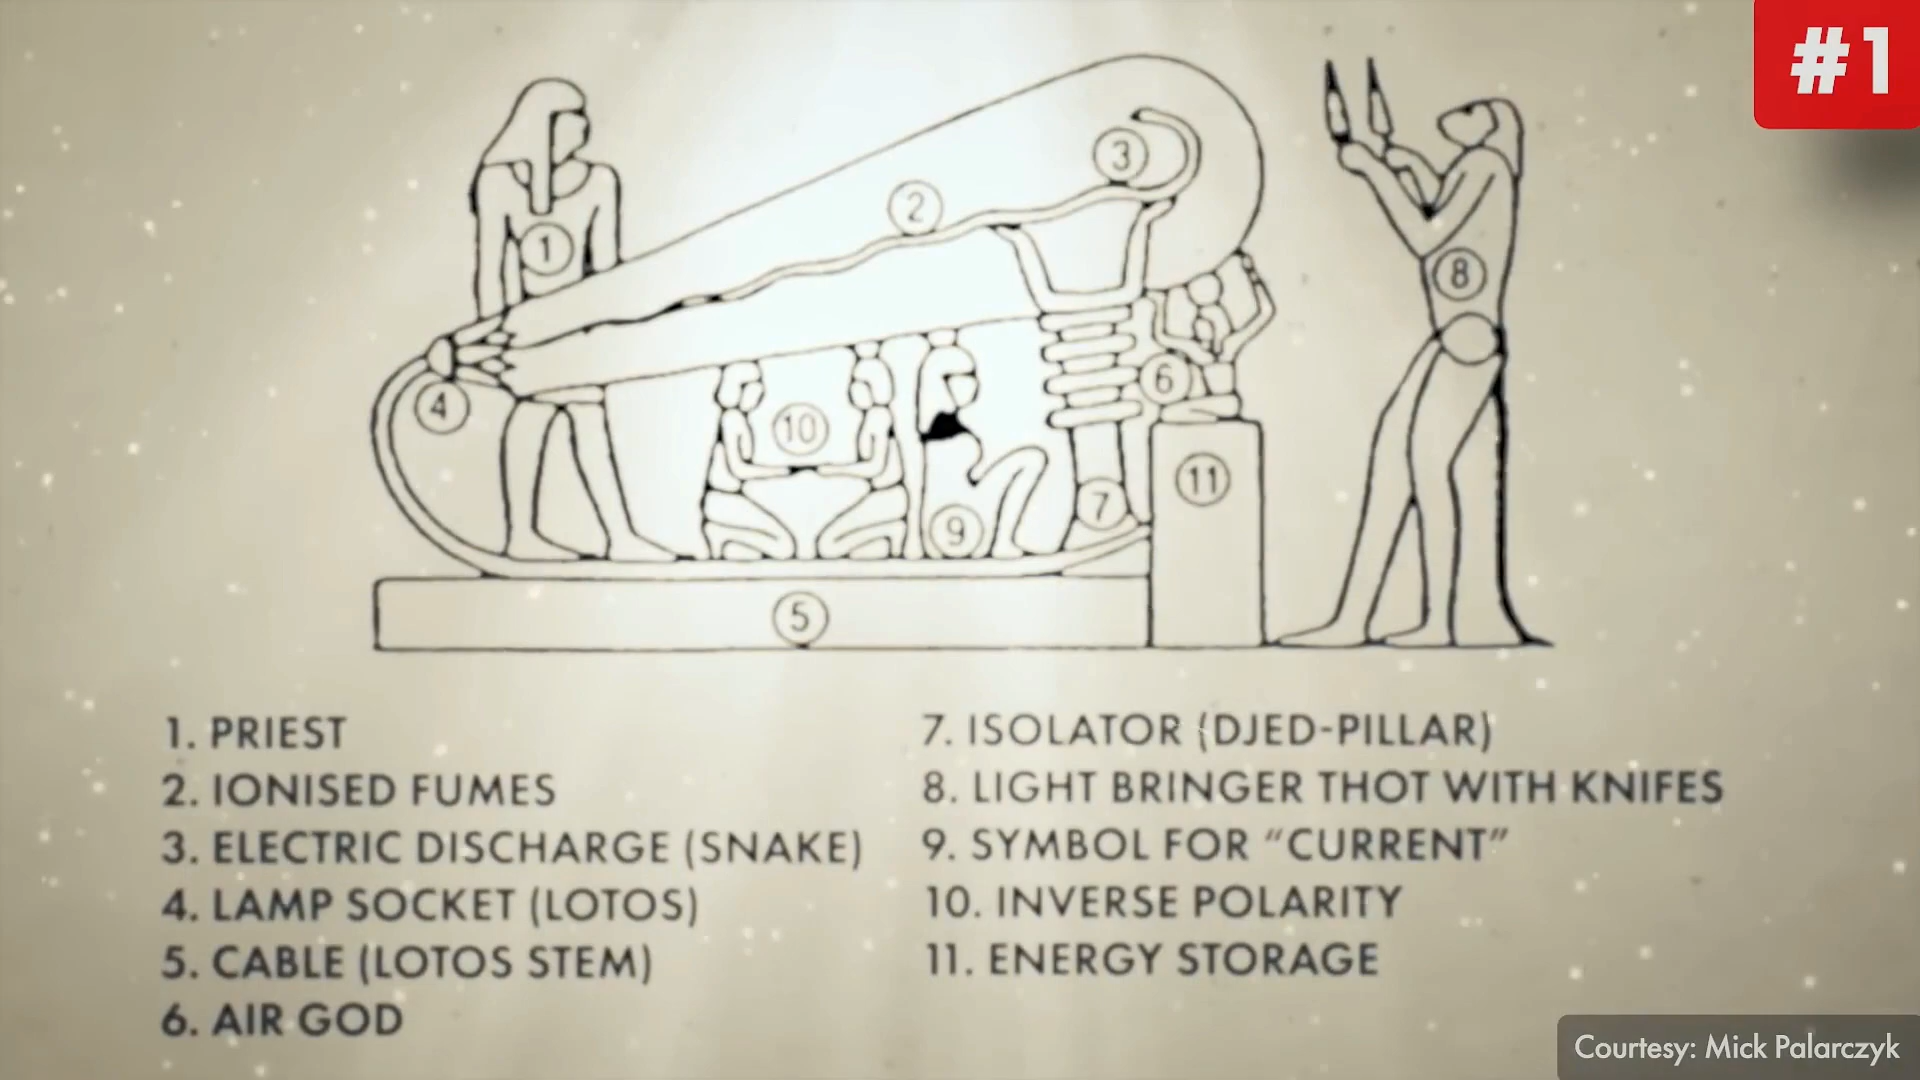 #1
3
2
1
8
6
4
10
11
7
9
5
1. PRIEST
2. IONISED FUMES
3. ELECTRIC DISCHARGE (SNAKE)
4. LAMP SOCKET (LOTOS)
5. CABLE (LOTOS STEM)
6. AIR GOD
7. ISOLATOR (DJED-PILLAR)
8. LIGHT BRINGER THOT WITH KNIFES
9. SYMBOL FOR "CURRENT"
10. INVERSE POLARITY
11. ENERGY STORAGE
Courtesy: Mick Palarczyk